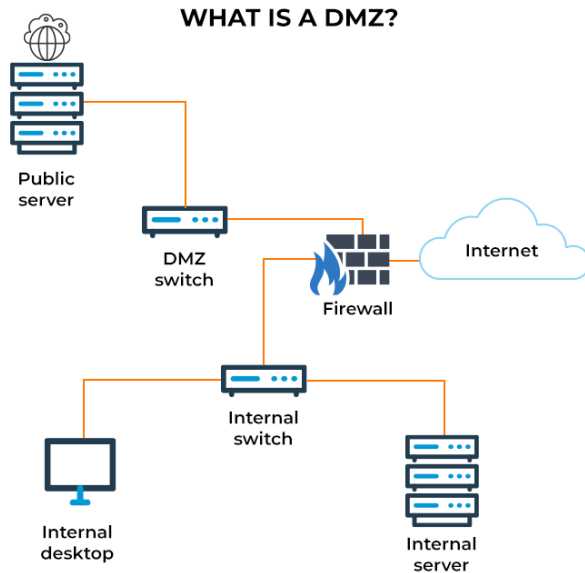 WHAT IS A DMZ?
Public
server
DMZ
switch
Internet
Firewall
Internal
switch
Internal
desktop
Internal
server